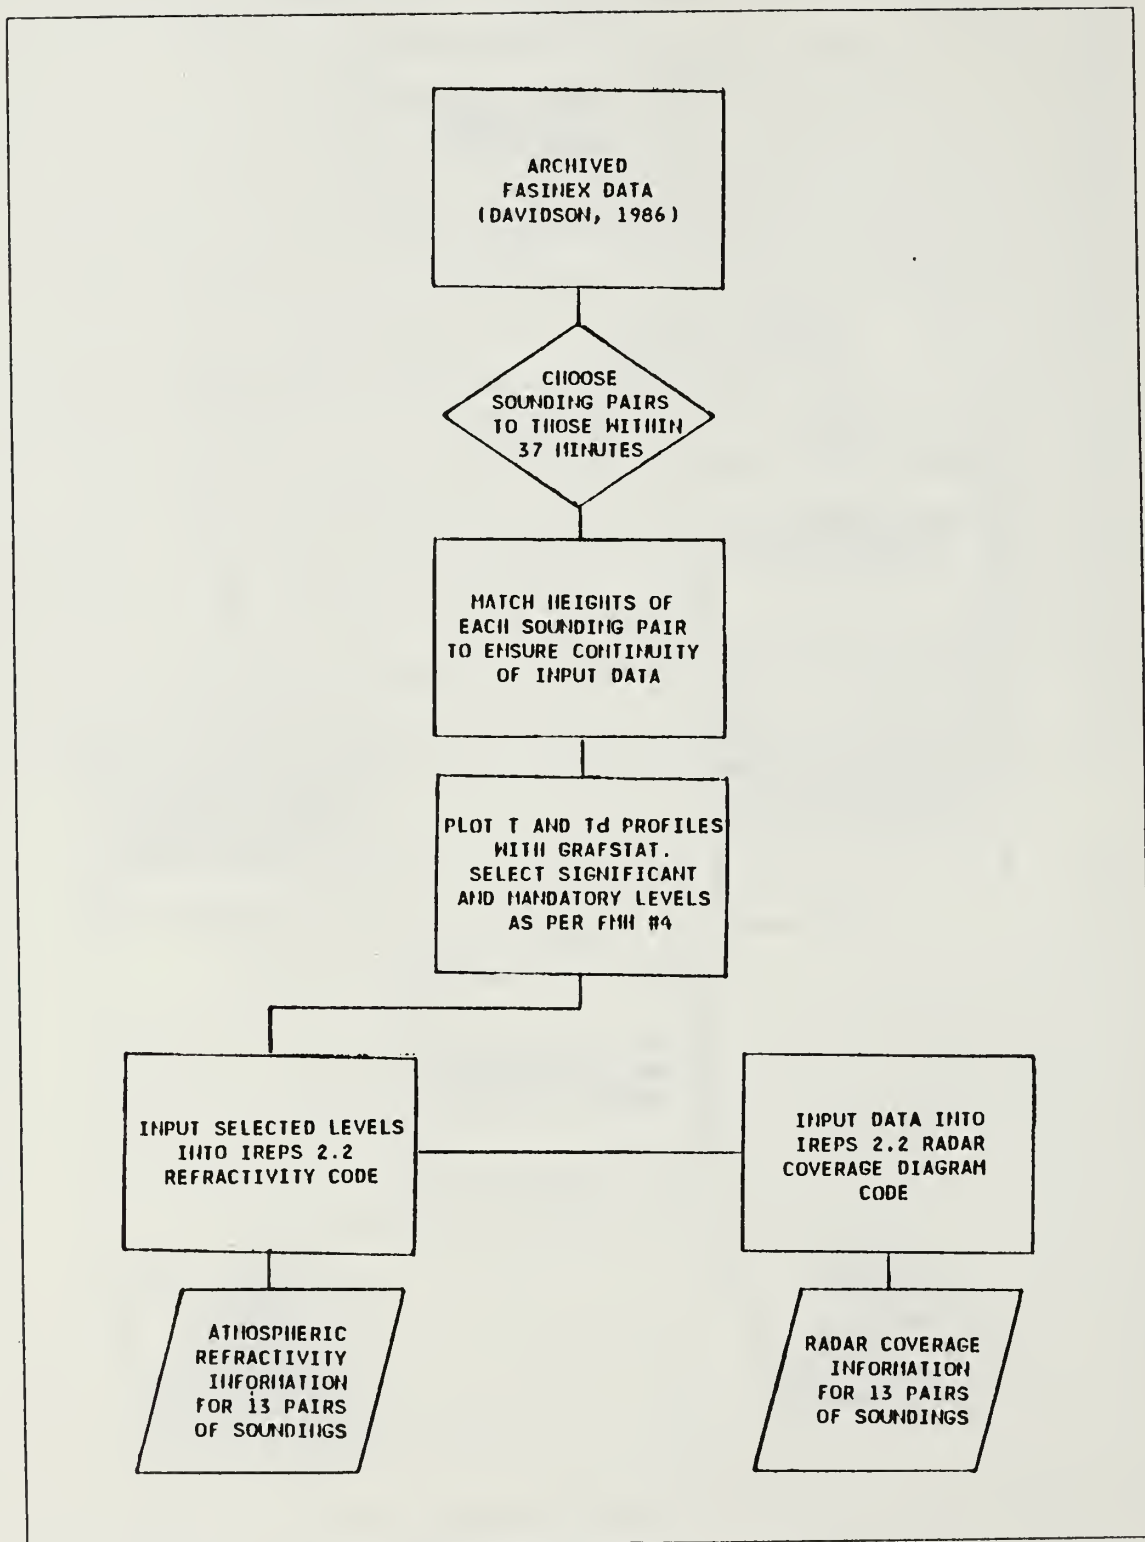 ARCHIVED
FASINEX DATA
(DAVIDSON, 1986)
CHOOSE
SOUNDING PAIRS
TO THOSE WITHIN
37 MINUTES
MATCH HEIGHTS OF
EACH SOUNDING PAIR
TO ENSURE CONTINUITY
OF INPUT DATA
PLOT T AND Td PROFILES
WITH GRAFSTAT.
SELECT SIGNIFICANT
AND MANDATORY LEVELS
AS PER FMH #4
INPUT SELECTED LEVELS
INTO IREPS 2.2
REFRACTIVITY CODE
INPUT DATA INTO
IREPS 2.2 RADAR
COVERAGE DIAGRAM
CODE
ATMOSPHERIC
REFRACTIVITY
INFORMATION
FOR 13 PAIRS
OF SOUNDINGS
RADAR COVERAGE
INFORMATION
FOR 13 PAIRS
OF SOUNDINGS